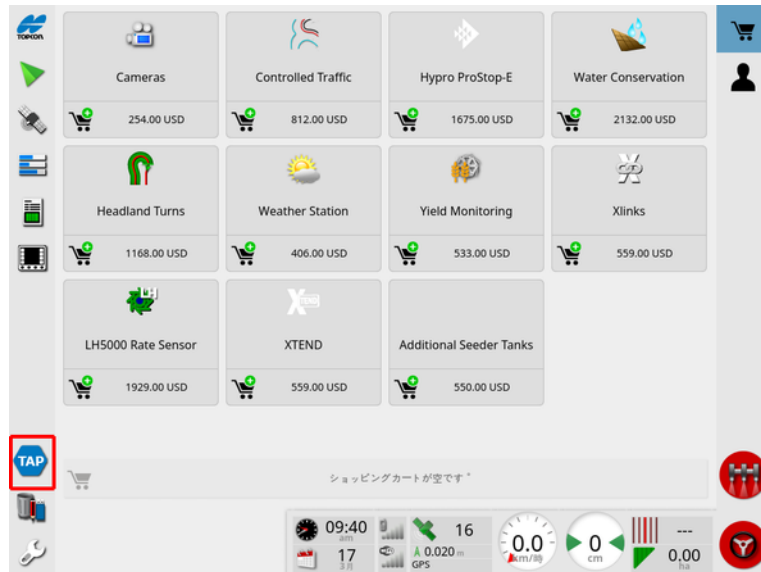 TOPCON
Cameras
Controlled Traffic
Hypro ProStop-E
Water Conservation
254.00 USD
812.00 USD
1675.00 USD
2132.00 USD
Headland Turns
Weather Station
Yield Monitoring
Xlinks
1168.00 USD
406.00 USD
533.00 USD
559.00 USD
LH
XTEND
LH5000 Rate Sensor
XTEND
Additional Seeder Tanks
1929.00 USD
559.00 USD
550.00 USD
TAP
ショッピングカートが空です。
09:40
am
16
0.0
km/時
0
cm
---
17
3 月
0.020 m
GPS
0.00
ha